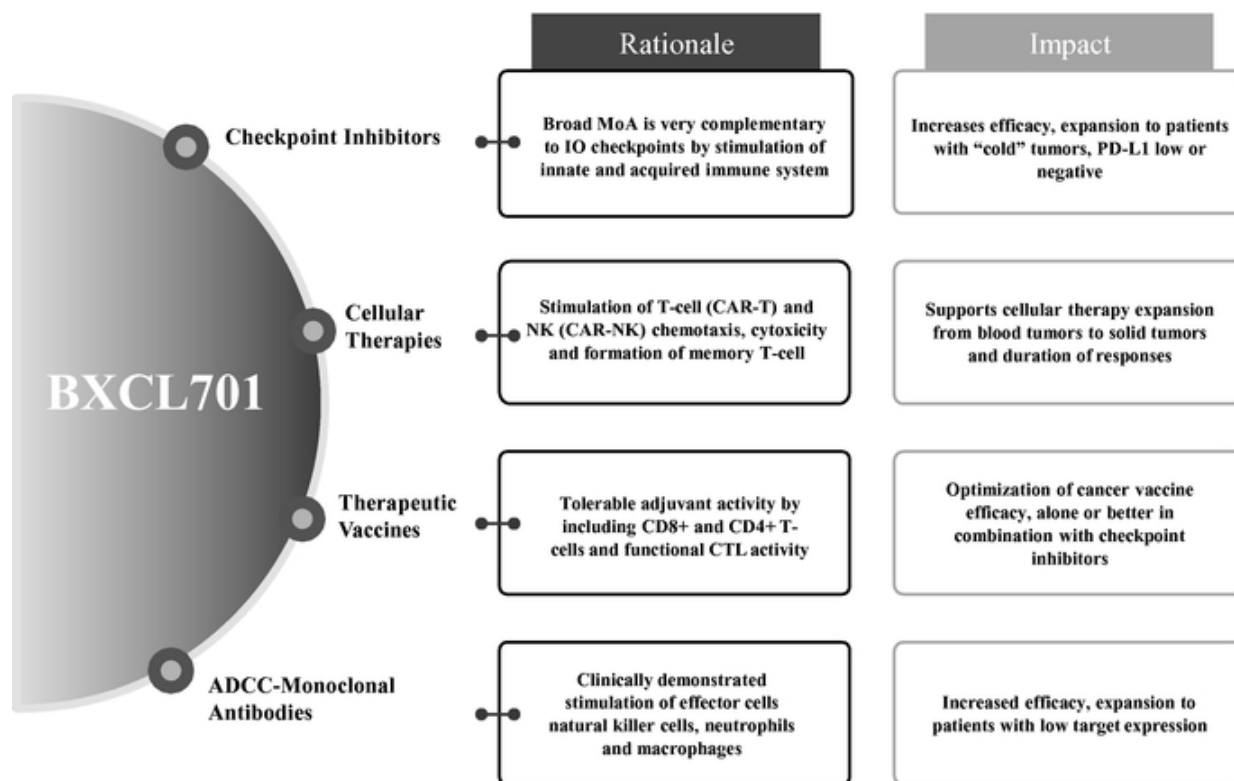 Rationale
Impact
BXCL701
Checkpoint Inhibitors
Broad MoA is very complementary
to IO checkpoints by stimulation of
innate and acquired immune system
Increases efficacy, expansion to patients
with “cold” tumors, PD-L1 low or
negative
Cellular
Therapies
Stimulation of T-cell (CAR-T) and
NK (CAR-NK) chemotaxis, cytoxicity
and formation of memory T-cell
Supports cellular therapy expansion
from blood tumors to solid tumors
and duration of responses
Therapeutic
Vaccines
Tolerable adjuvant activity by
including CD8+ and CD4+ T-
cells and functional CTL activity
Optimization of cancer vaccine
efficacy, alone or better in
combination with checkpoint
inhibitors
ADCC-Monoclonal
Antibodies
Clinically demonstrated
stimulation of effector cells
natural killer cells, neutrophils
and macrophages
Increased efficacy, expansion to
patients with low target expression